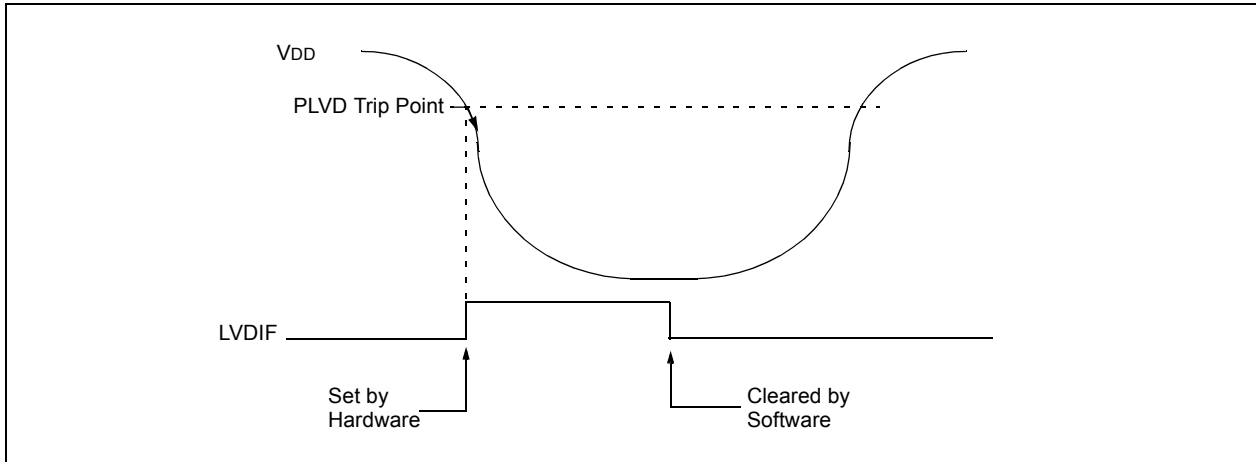 VDD
PLVD Trip Point
LVDIF
Set by
Hardware
Cleared by
Software